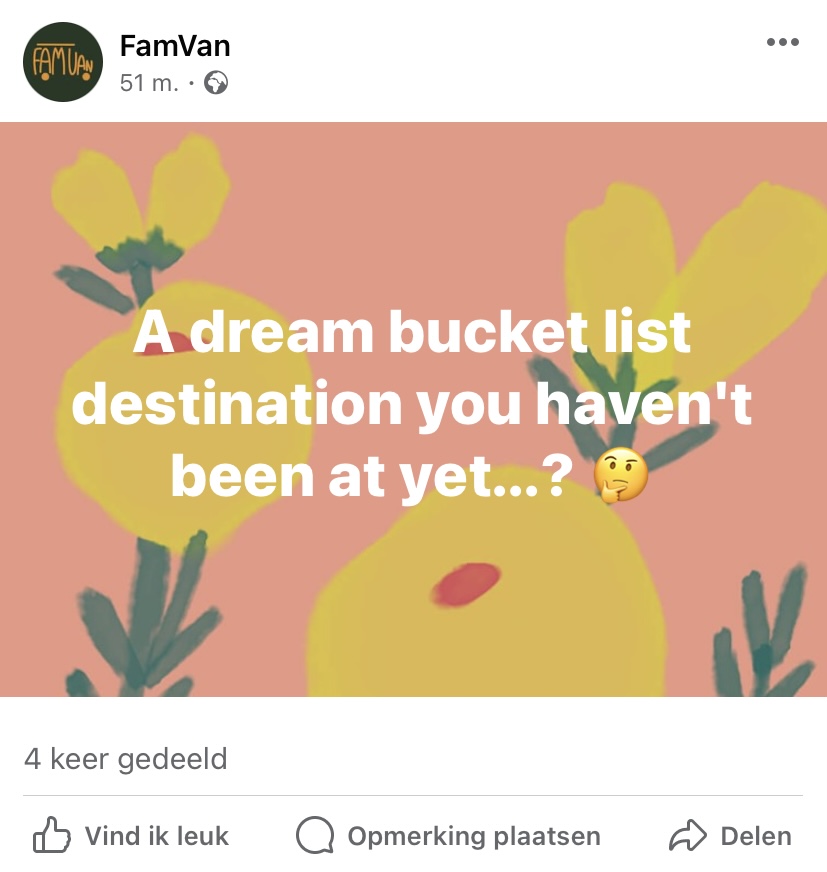 FAMVAN
FamVan
51 m. ·
A dream bucket list
destination you haven't
been at yet...? 🤔
4 keer gedeeld
Vind ik leuk
Opmerking plaatsen
Delen